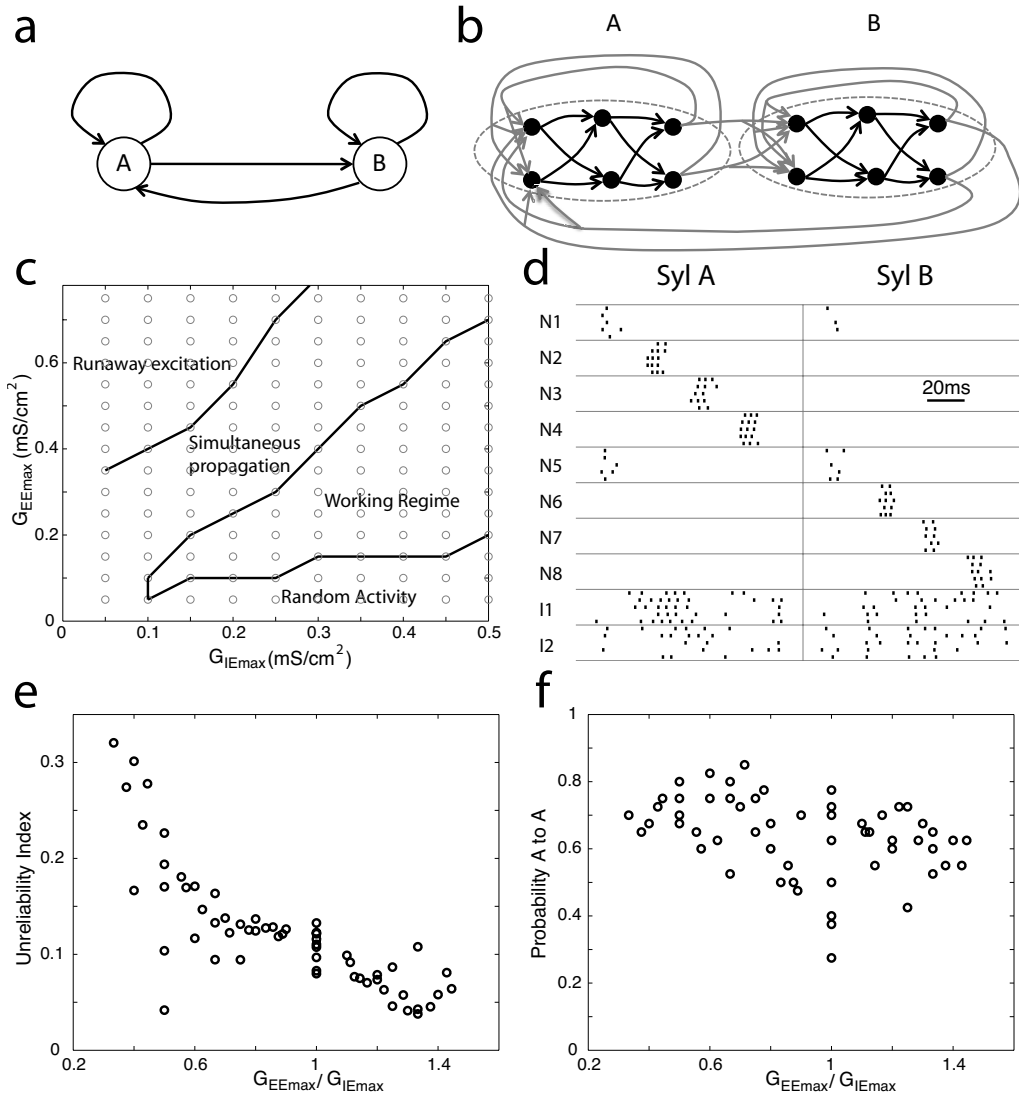 a
A
B
b
A
B
c
0.6
0.4
0.2
0
0
0.1
0.2
0.3
0.4
0.5
G_EEmax (mS/cm²)
G_IEmax (mS/cm²)
Runaway excitation
Simultaneous
propagation
Working Regime
Random Activity
d
Syl A
Syl B
N1
N2
N3
20ms
N4
N5
N6
N7
N8
I1
I2
e
0.3
0.2
0.1
0
0.2
0.6
1
1.4
Unreliability Index
G_EEmax / G_IEmax
f
1
0.8
0.6
0.4
0.2
0
0.2
0.6
1
1.4
Probability A to A
G_EEmax / G_IEmax